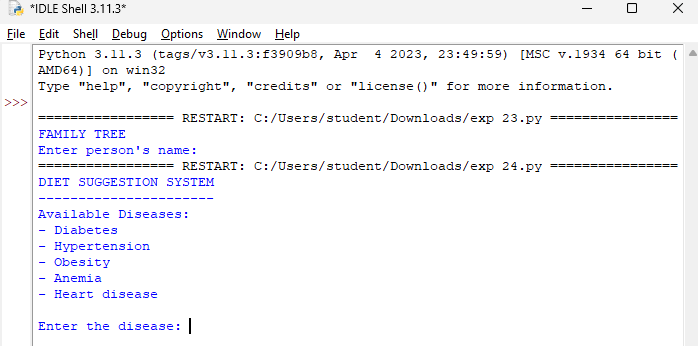 *IDLE Shell 3.11.3*
File Edit Shell Debug Options Window Help
Python 3.11.3 (tags/v3.11.3:f3909b8, Apr  4 2023, 23:49:59) [MSC v.1934 64 bit (
AMD64)] on win32
Type "help", "copyright", "credits" or "license()" for more information.
>>>
================= RESTART: C:/Users/student/Downloads/exp 23.py ================
FAMILY TREE
Enter person's name:
================= RESTART: C:/Users/student/Downloads/exp 24.py ================
DIET SUGGESTION SYSTEM
----------------------
Available Diseases:
- Diabetes
- Hypertension
- Obesity
- Anemia
- Heart disease
Enter the disease: